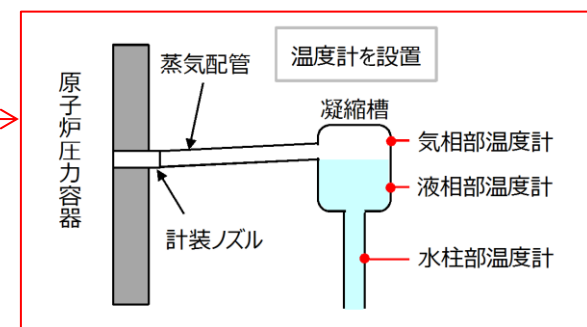 温度計を設置
蒸気配管
原子炉圧力容器
凝縮槽
気相部温度計
液相部温度計
計装ノズル
水柱部温度計